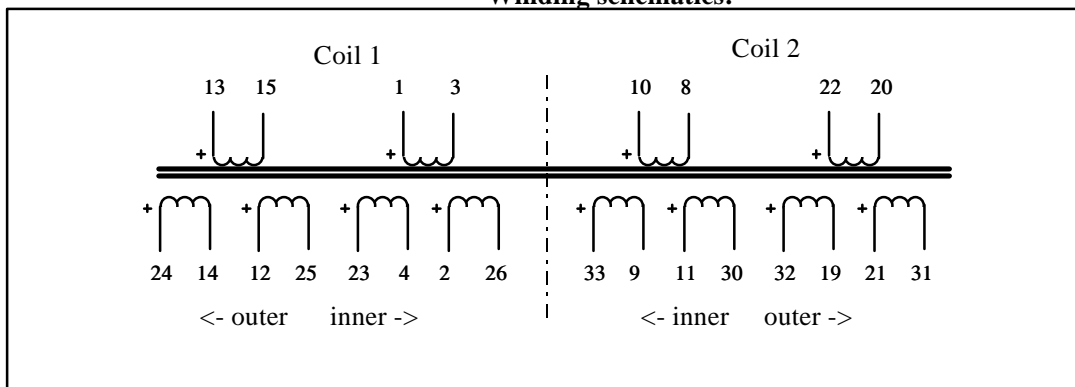 Winding schematics:
Coil 1 Coil 2
13 15 1 3 10 8 22 20
+ + + +
+ + + + + + + +
24 14 12 25 23 4 2 26 33 9 11 30 32 19 21 31
<- outer inner -> <- inner outer ->